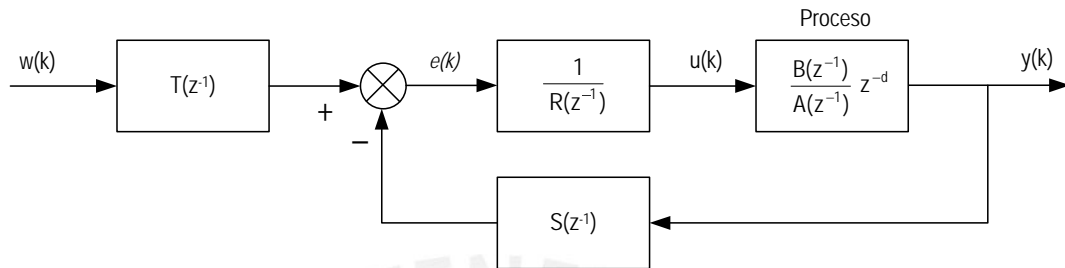 Proceso
w(k)
T(z⁻¹)
+
−
e(k)
1
R(z⁻¹)
u(k)
B(z⁻¹)
A(z⁻¹)
z⁻ᵈ
y(k)
S(z⁻¹)